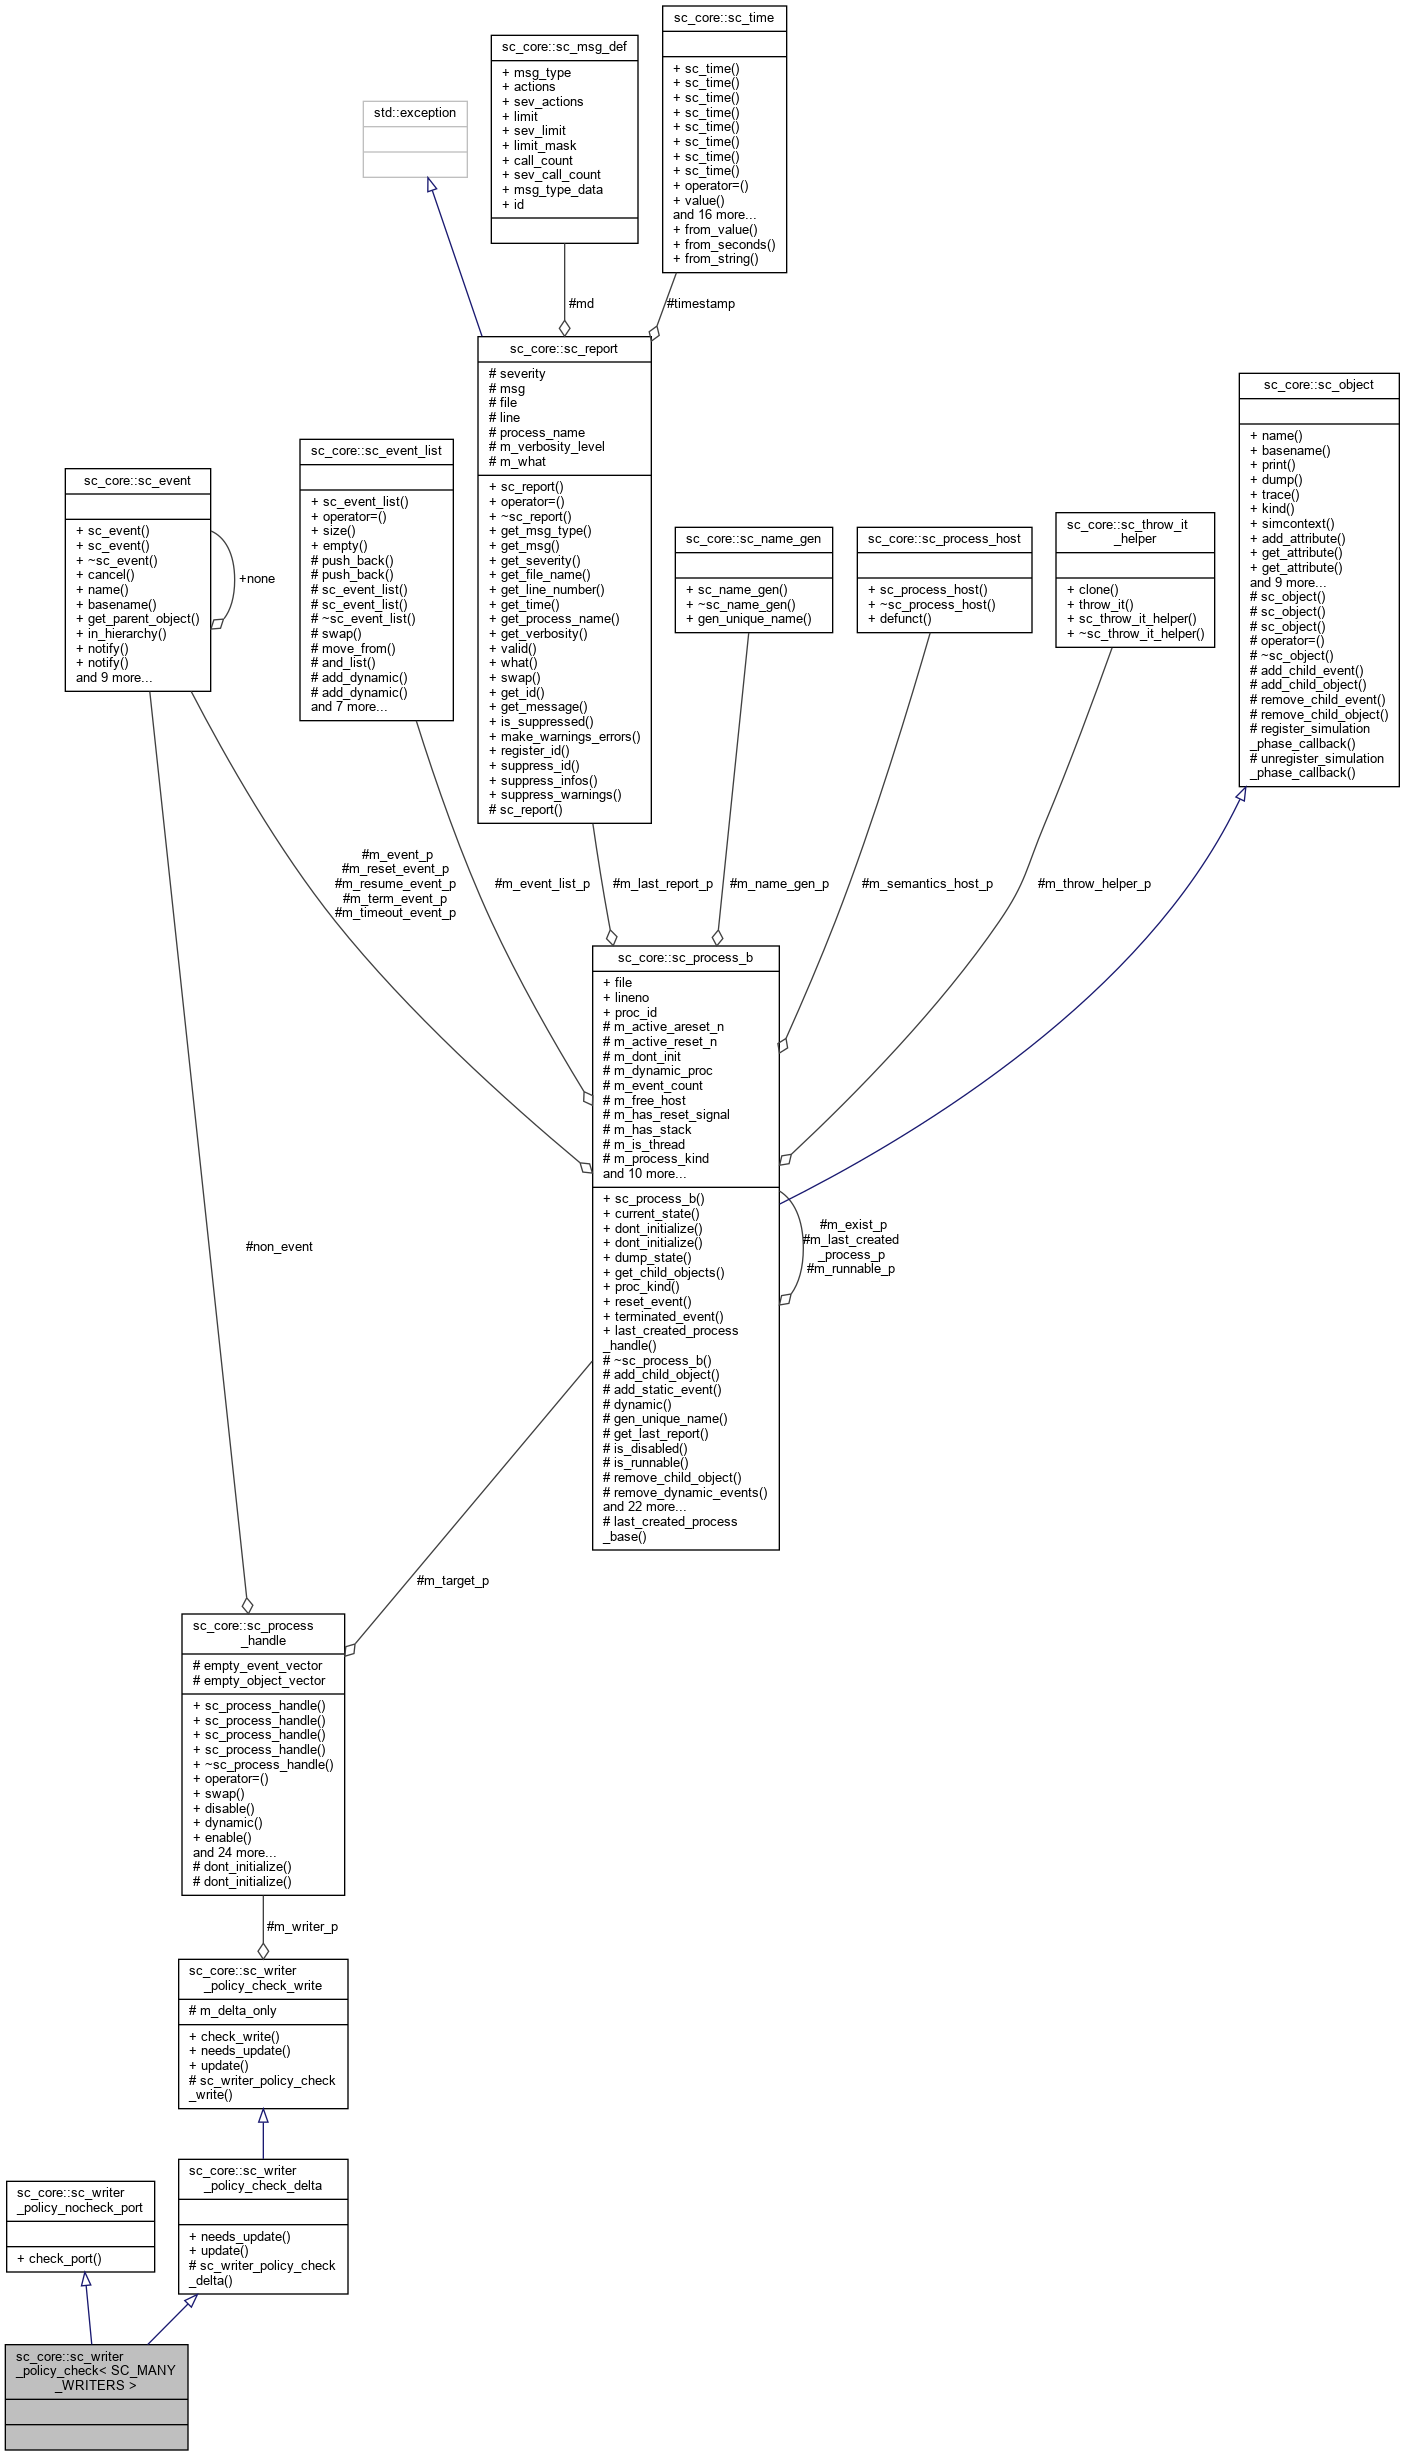 sc_core::sc_time
+ sc_time()
+ sc_time()
+ sc_time()
+ sc_time()
+ sc_time()
+ sc_time()
+ sc_time()
+ sc_time()
+ operator=()
+ value()
and 16 more...
+ from_value()
+ from_seconds()
+ from_string()
sc_core::sc_msg_def
+ msg_type
+ actions
+ sev_actions
+ limit
+ sev_limit
+ limit_mask
+ call_count
+ sev_call_count
+ msg_type_data
+ id
std::exception
#md
#timestamp
sc_core::sc_report
# severity
# msg
# file
# line
# process_name
# m_verbosity_level
# m_what
+ sc_report()
+ operator=()
+ ~sc_report()
+ get_msg_type()
+ get_msg()
+ get_severity()
+ get_file_name()
+ get_line_number()
+ get_time()
+ get_process_name()
+ get_verbosity()
+ valid()
+ what()
+ swap()
+ get_id()
+ get_message()
+ is_suppressed()
+ make_warnings_errors()
+ register_id()
+ suppress_id()
+ suppress_infos()
+ suppress_warnings()
# sc_report()
sc_core::sc_object
+ name()
+ basename()
+ print()
+ dump()
+ trace()
+ kind()
+ simcontext()
+ add_attribute()
+ get_attribute()
+ get_attribute()
and 9 more...
# sc_object()
# sc_object()
# sc_object()
# operator=()
# ~sc_object()
# add_child_event()
# add_child_object()
# remove_child_event()
# remove_child_object()
# register_simulation
_phase_callback()
# unregister_simulation
_phase_callback()
sc_core::sc_event_list
+ sc_event_list()
+ operator=()
+ size()
+ empty()
# push_back()
# push_back()
# sc_event_list()
# sc_event_list()
# ~sc_event_list()
# swap()
# move_from()
# and_list()
# add_dynamic()
# add_dynamic()
and 7 more...
sc_core::sc_event
+ sc_event()
+ sc_event()
+ ~sc_event()
+ cancel()
+ name()
+ basename()
+ get_parent_object()
+ in_hierarchy()
+ notify()
+ notify()
and 9 more...
+none
sc_core::sc_name_gen
+ sc_name_gen()
+ ~sc_name_gen()
+ gen_unique_name()
sc_core::sc_process_host
+ sc_process_host()
+ ~sc_process_host()
+ defunct()
sc_core::sc_throw_it
_helper
+ clone()
+ throw_it()
+ sc_throw_it_helper()
+ ~sc_throw_it_helper()
#m_event_p
#m_reset_event_p
#m_resume_event_p
#m_term_event_p
#m_timeout_event_p
#m_event_list_p
#m_last_report_p
#m_name_gen_p
#m_semantics_host_p
#m_throw_helper_p
sc_core::sc_process_b
+ file
+ lineno
+ proc_id
# m_active_areset_n
# m_active_reset_n
# m_dont_init
# m_dynamic_proc
# m_event_count
# m_free_host
# m_has_reset_signal
# m_has_stack
# m_is_thread
# m_process_kind
and 10 more...
+ sc_process_b()
+ current_state()
+ dont_initialize()
+ dont_initialize()
+ dump_state()
+ get_child_objects()
+ proc_kind()
+ reset_event()
+ terminated_event()
+ last_created_process
_handle()
# ~sc_process_b()
# add_child_object()
# add_static_event()
# dynamic()
# gen_unique_name()
# get_last_report()
# is_disabled()
# is_runnable()
# remove_child_object()
# remove_dynamic_events()
and 22 more...
# last_created_process
_base()
#m_exist_p
#m_last_created
_process_p
#m_runnable_p
#non_event
#m_target_p
sc_core::sc_process
_handle
# empty_event_vector
# empty_object_vector
+ sc_process_handle()
+ sc_process_handle()
+ sc_process_handle()
+ sc_process_handle()
+ ~sc_process_handle()
+ operator=()
+ swap()
+ disable()
+ dynamic()
+ enable()
and 24 more...
# dont_initialize()
# dont_initialize()
#m_writer_p
sc_core::sc_writer
_policy_check_write
# m_delta_only
+ check_write()
+ needs_update()
+ update()
# sc_writer_policy_check
_write()
sc_core::sc_writer
_policy_check_delta
+ needs_update()
+ update()
# sc_writer_policy_check
_delta()
sc_core::sc_writer
_policy_nocheck_port
+ check_port()
sc_core::sc_writer
_policy_check< SC_MANY
_WRITERS >